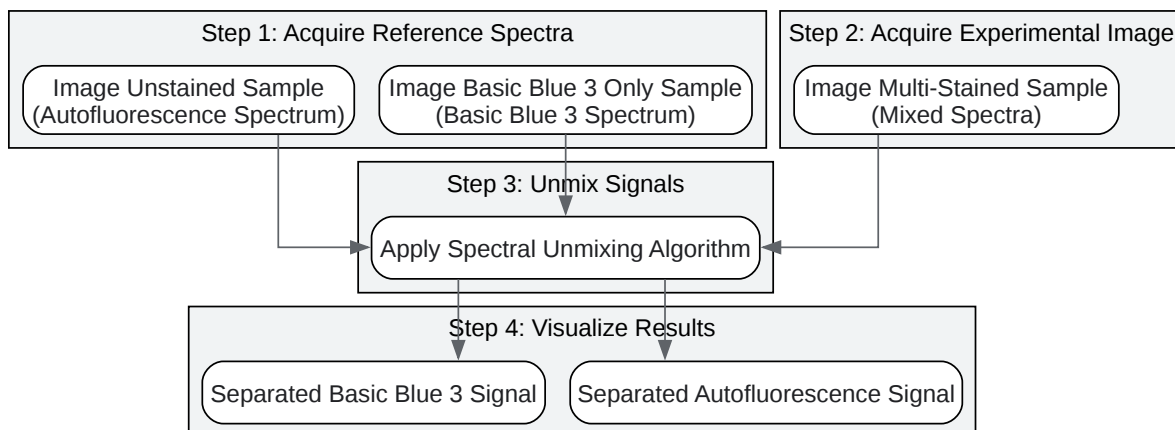 Step 1: Acquire Reference Spectra
Image Unstained Sample
(Autofluorescence Spectrum)
Image Basic Blue 3 Only Sample
(Basic Blue 3 Spectrum)
Step 2: Acquire Experimental Image
Image Multi-Stained Sample
(Mixed Spectra)
Step 3: Unmix Signals
Apply Spectral Unmixing Algorithm
Step 4: Visualize Results
Separated Basic Blue 3 Signal
Separated Autofluorescence Signal